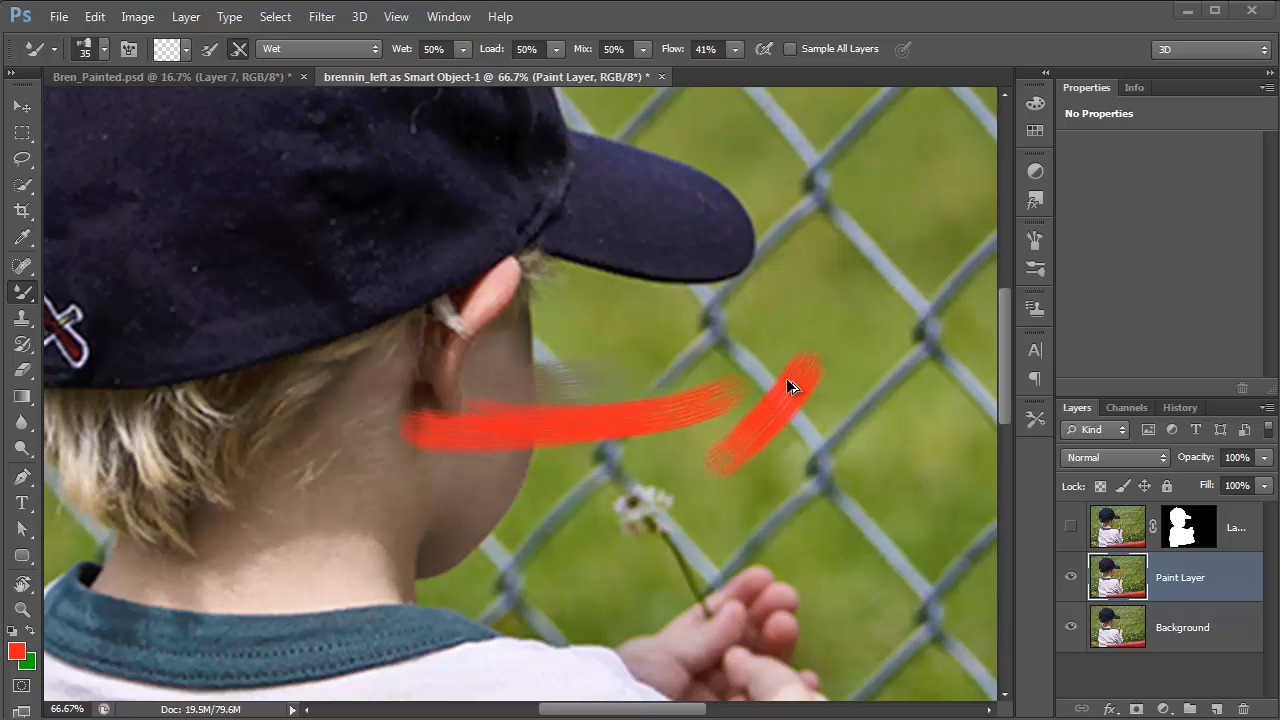 Ps File Edit Image Layer Type Select Filter 3D View Window Help
35 Wet Wet: 50% Load: 50% Mix: 50% Flow: 41% Sample All Layers 3D
Bren_Painted.psd @ 16.7% (Layer 7, RGB/8*) * × brennin_left as Smart Object-1 @ 66.7% (Paint Layer, RGB/8*) * ×
Properties Info
No Properties
Layers Channels History
Kind
Normal Opacity: 100%
Lock: Fill: 100%
La...
Paint Layer
Background
66.67% Doc: 19.5M/79.6M